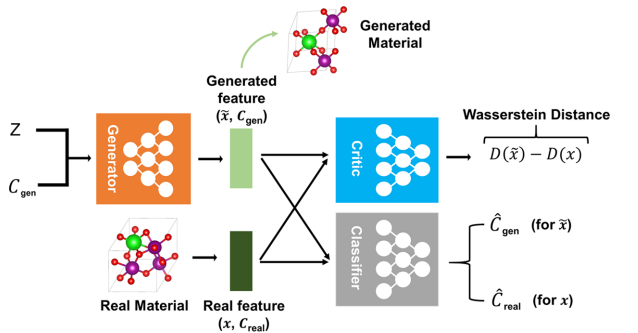 Generated
Material
Generated
feature
(x̃, C_gen)
Z
C_gen
Generator
Critic
Wasserstein Distance
D(x̃) − D(x)
Classifier
Ĉ_gen (for x̃)
Ĉ_real (for x)
Real Material
Real feature
(x, C_real)